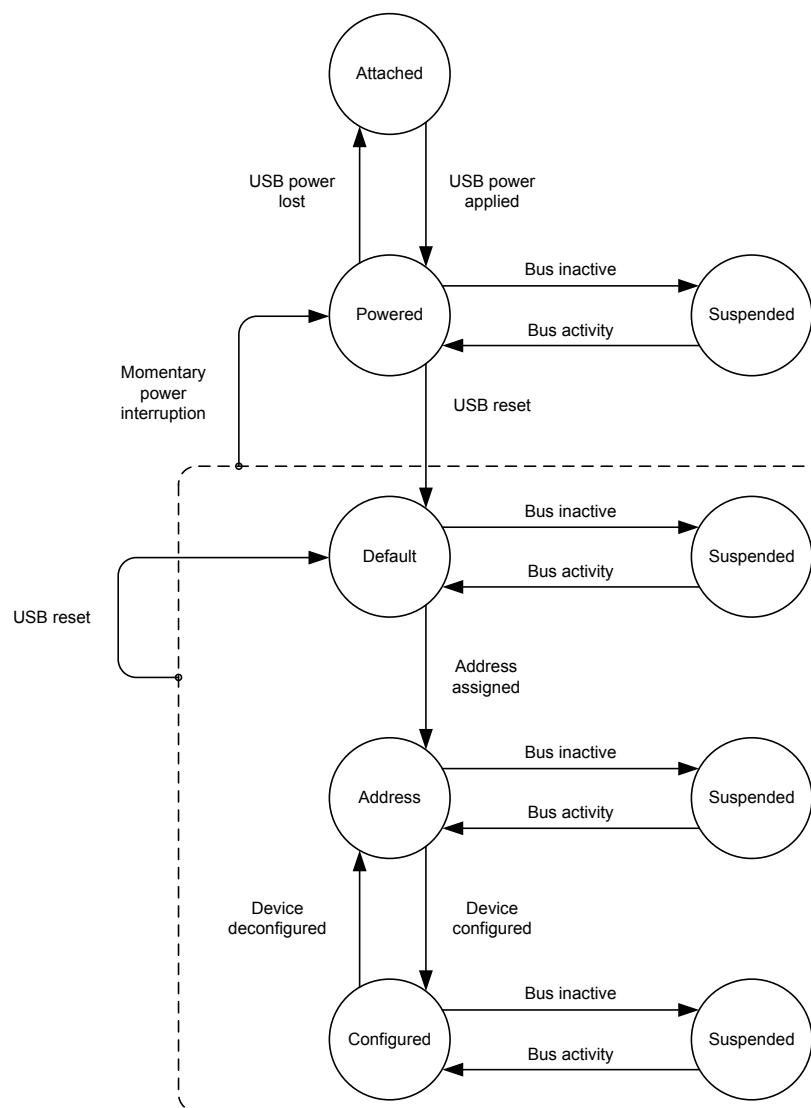 Attached
USB power
lost
USB power
applied
Bus inactive
Powered
Suspended
Bus activity
Momentary
power
interruption
USB reset
Bus inactive
Default
Suspended
Bus activity
USB reset
Address
assigned
Bus inactive
Address
Suspended
Bus activity
Device
deconfigured
Device
configured
Bus inactive
Configured
Suspended
Bus activity